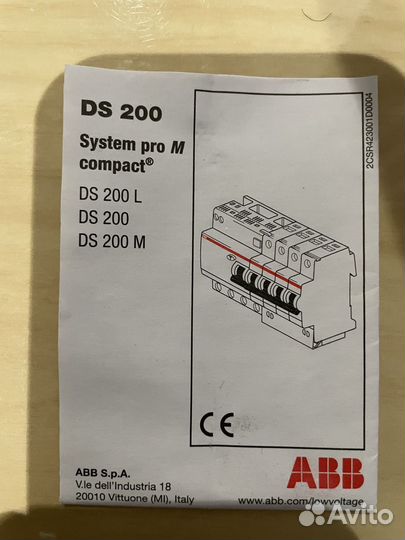 DS 200
System pro M
compact®
DS 200 L
DS 200
DS 200 M
2CSR423001D0004
CE
ABB S.p.A.
V.le dell'Industria 18
20010 Vittuone (MI), Italy
ABB
www.abb.com/lowvoltage
Avito